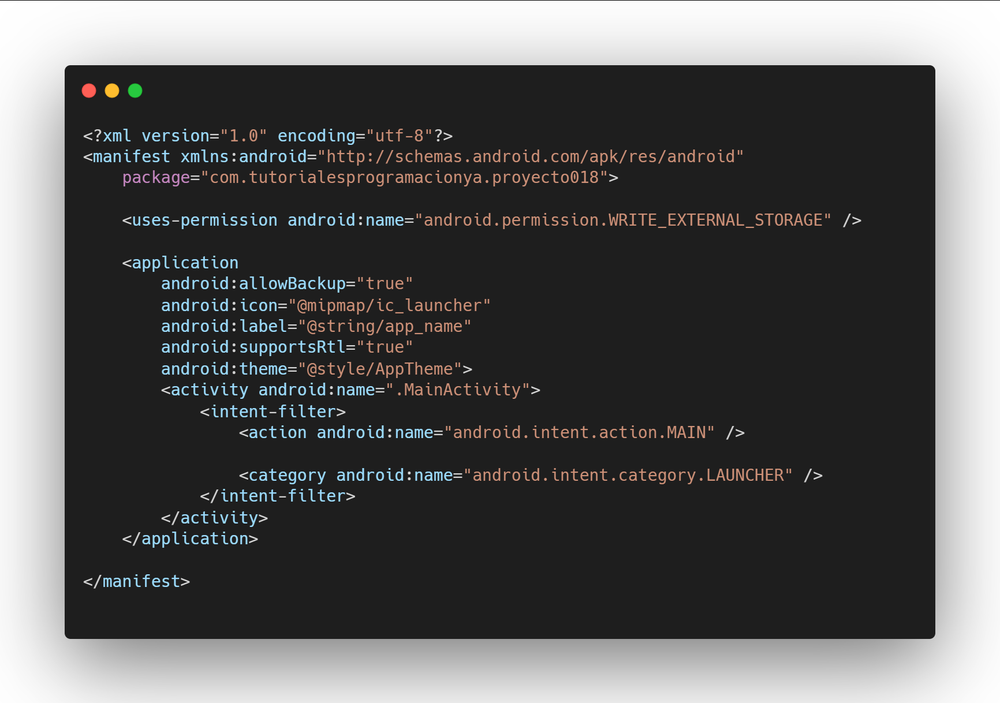 <?xml version="1.0" encoding="utf-8"?>
<manifest xmlns:android="http://schemas.android.com/apk/res/android"
    package="com.tutorialesprogramacionya.proyecto018">

    <uses-permission android:name="android.permission.WRITE_EXTERNAL_STORAGE" />

    <application
        android:allowBackup="true"
        android:icon="@mipmap/ic_launcher"
        android:label="@string/app_name"
        android:supportsRtl="true"
        android:theme="@style/AppTheme">
        <activity android:name=".MainActivity">
            <intent-filter>
                <action android:name="android.intent.action.MAIN" />

                <category android:name="android.intent.category.LAUNCHER" />
            </intent-filter>
        </activity>
    </application>

</manifest>